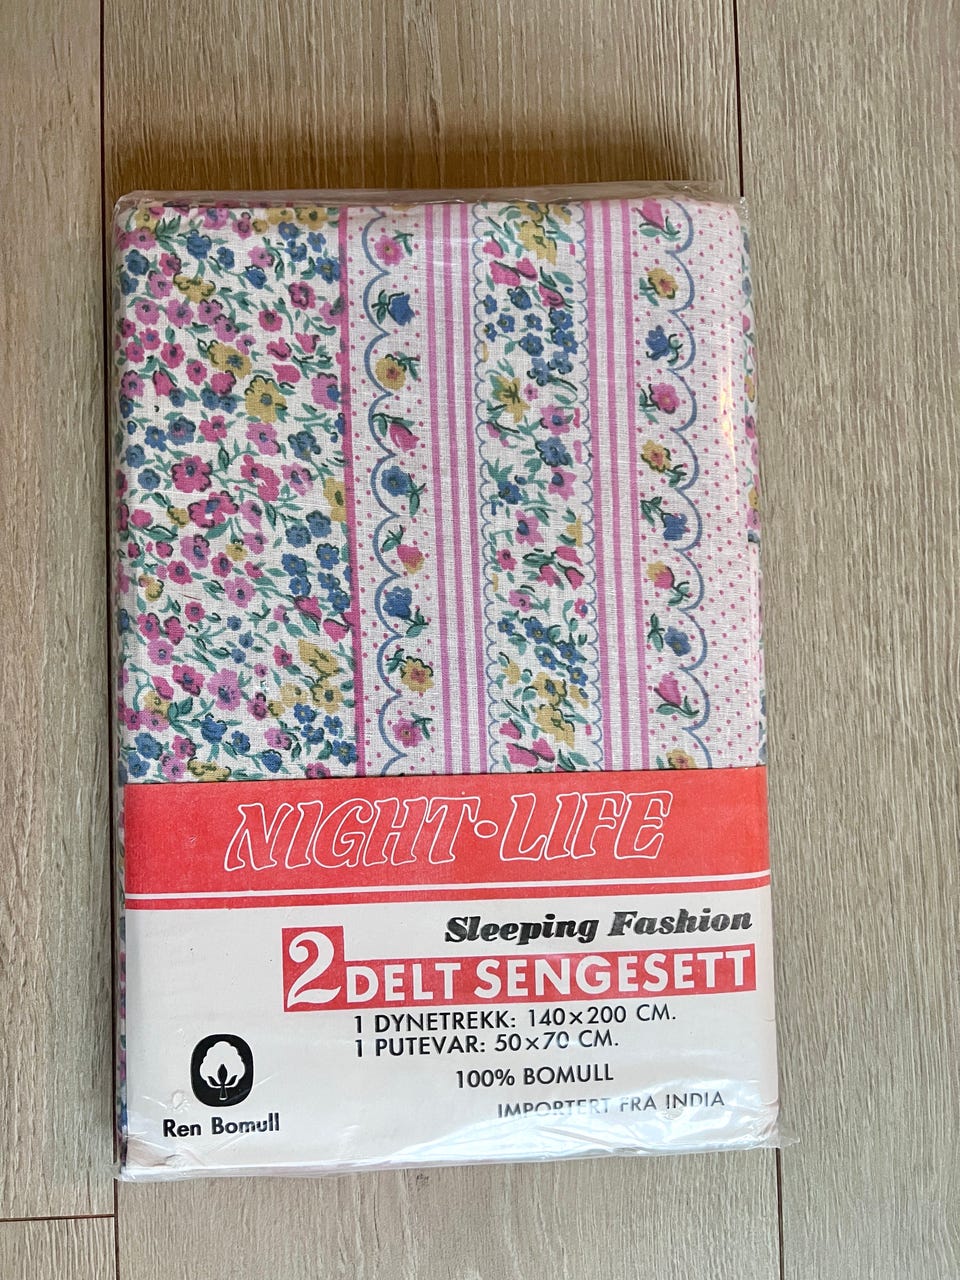 NIGHT·LIFE
Sleeping Fashion
2 DELT SENGESETT
1 DYNETREKK: 140×200 CM.
1 PUTEVAR: 50×70 CM.
100% BOMULL
IMPORTERT FRA INDIA
Ren Bomull